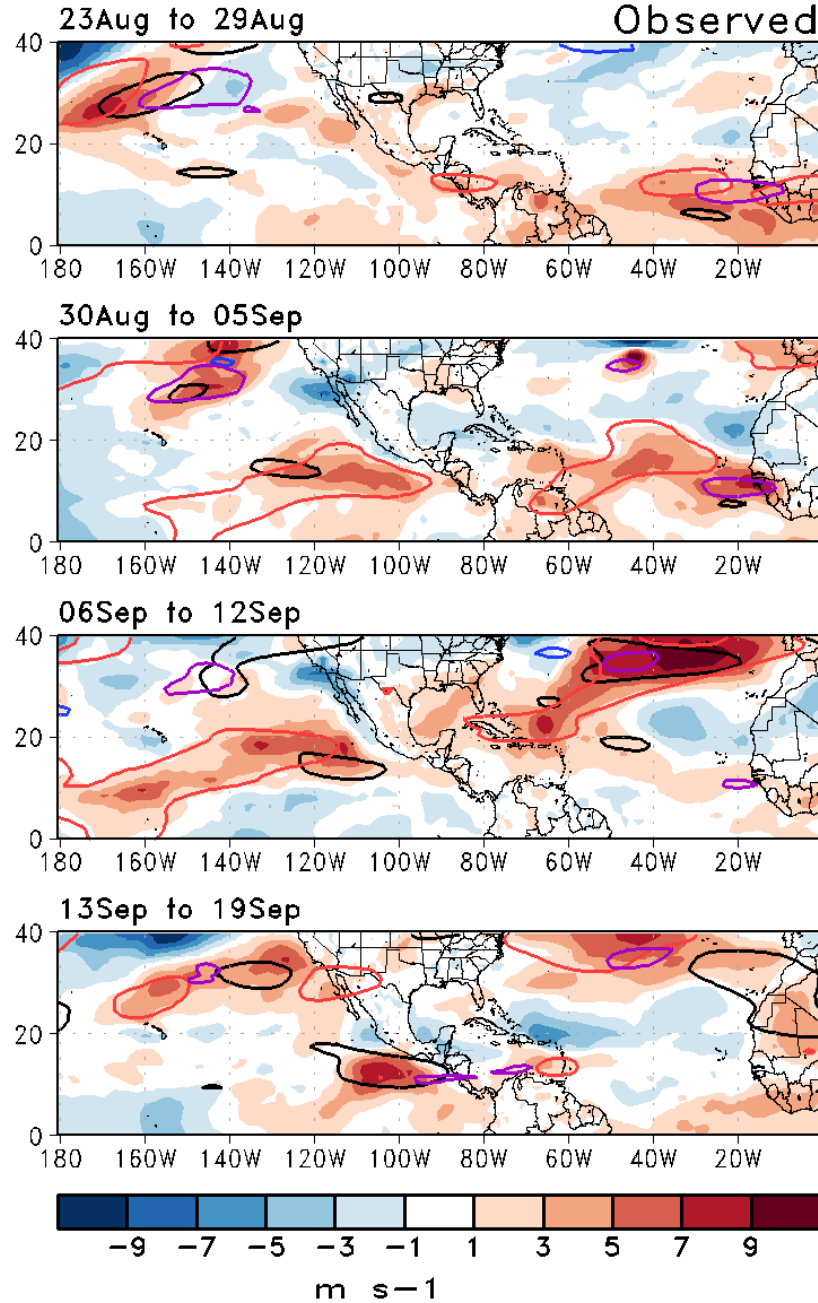 23Aug to 29Aug Observed
40
20
0
180 160W 140W 120W 100W 80W 60W 40W 20W
30Aug to 05Sep
40
20
0
180 160W 140W 120W 100W 80W 60W 40W 20W
06Sep to 12Sep
40
20
0
180 160W 140W 120W 100W 80W 60W 40W 20W
13Sep to 19Sep
40
20
0
180 160W 140W 120W 100W 80W 60W 40W 20W
-9 -7 -5 -3 -1 1 3 5 7 9
m s-1